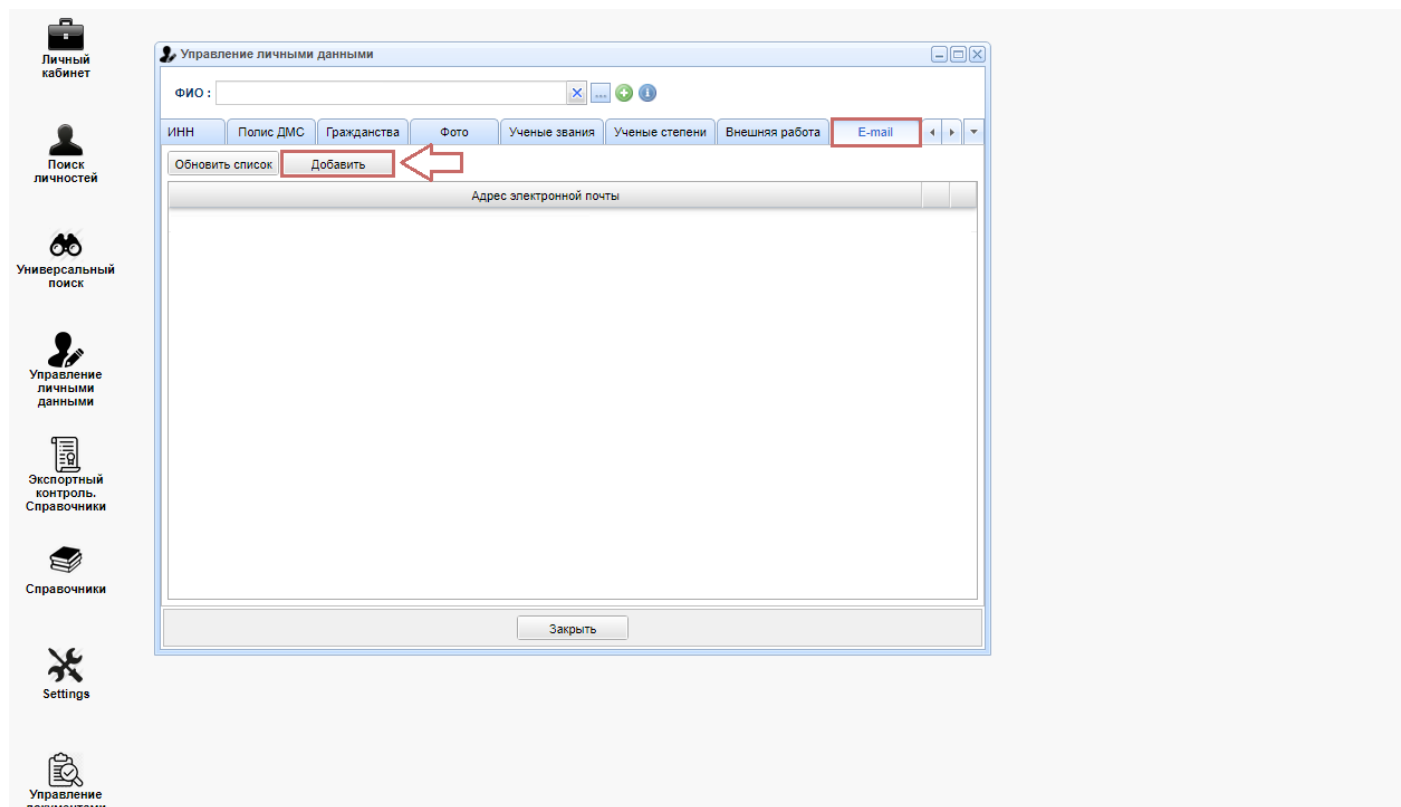 Личный
кабинет
Поиск
личностей
Универсальный
поиск
Управление
личными
данными
Экспортный
контроль.
Справочники
Справочники
Settings
Управление
документами
Управление личными данными
ФИО :
...
ИНН Полис ДМС Гражданства Фото Ученые звания Ученые степени Внешняя работа E-mail
Обновить список Добавить
Адрес электронной почты
Закрыть